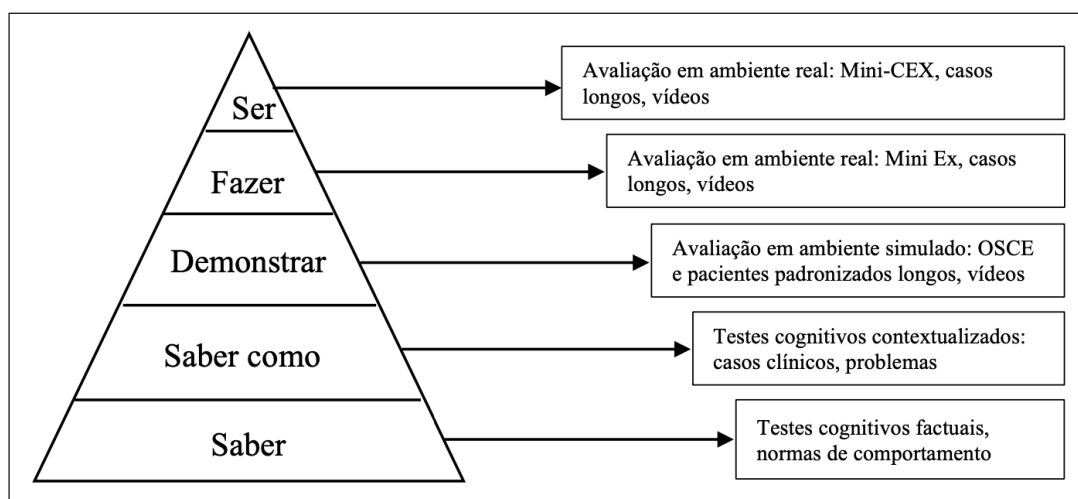 Ser
Avaliação em ambiente real: Mini-CEX, casos
longos, vídeos
Fazer
Avaliação em ambiente real: Mini Ex, casos
longos, vídeos
Demonstrar
Avaliação em ambiente simulado: OSCE
e pacientes padronizados longos, vídeos
Saber como
Testes cognitivos contextualizados:
casos clínicos, problemas
Saber
Testes cognitivos factuais,
normas de comportamento